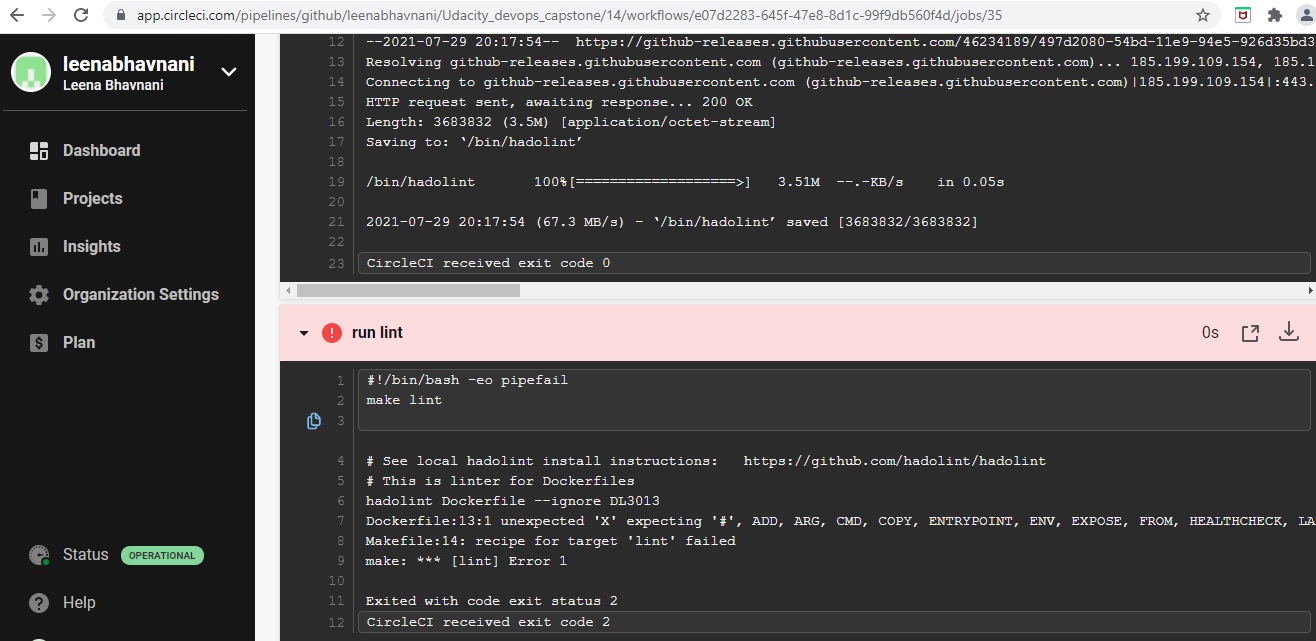 app.circleci.com/pipelines/github/leenabhavnani/Udacity_devops_capstone/14/workflows/e07d2283-645f-47e8-8d1c-99f9db560f4d/jobs/35
leenabhavnani
Leena Bhavnani
Dashboard
Projects
Insights
Organization Settings
Plan
Status OPERATIONAL
Help
12 --2021-07-29 20:17:54-- https://github-releases.githubusercontent.com/46234189/497d2080-54bd-11e9-94e5-926d35bd3
13 Resolving github-releases.githubusercontent.com (github-releases.githubusercontent.com)... 185.199.109.154, 185.1
14 Connecting to github-releases.githubusercontent.com (github-releases.githubusercontent.com)|185.199.109.154|:443.
15 HTTP request sent, awaiting response... 200 OK
16 Length: 3683832 (3.5M) [application/octet-stream]
17 Saving to: ‘/bin/hadolint’
18
19 /bin/hadolint 100%[===================>] 3.51M --.-KB/s in 0.05s
20
21 2021-07-29 20:17:54 (67.3 MB/s) - ‘/bin/hadolint’ saved [3683832/3683832]
22
23 CircleCI received exit code 0
run lint 0s
1 #!/bin/bash -eo pipefail
2 make lint
3
4 # See local hadolint install instructions: https://github.com/hadolint/hadolint
5 # This is linter for Dockerfiles
6 hadolint Dockerfile --ignore DL3013
7 Dockerfile:13:1 unexpected 'X' expecting '#', ADD, ARG, CMD, COPY, ENTRYPOINT, ENV, EXPOSE, FROM, HEALTHCHECK, LA
8 Makefile:14: recipe for target 'lint' failed
9 make: *** [lint] Error 1
10
11 Exited with code exit status 2
12 CircleCI received exit code 2